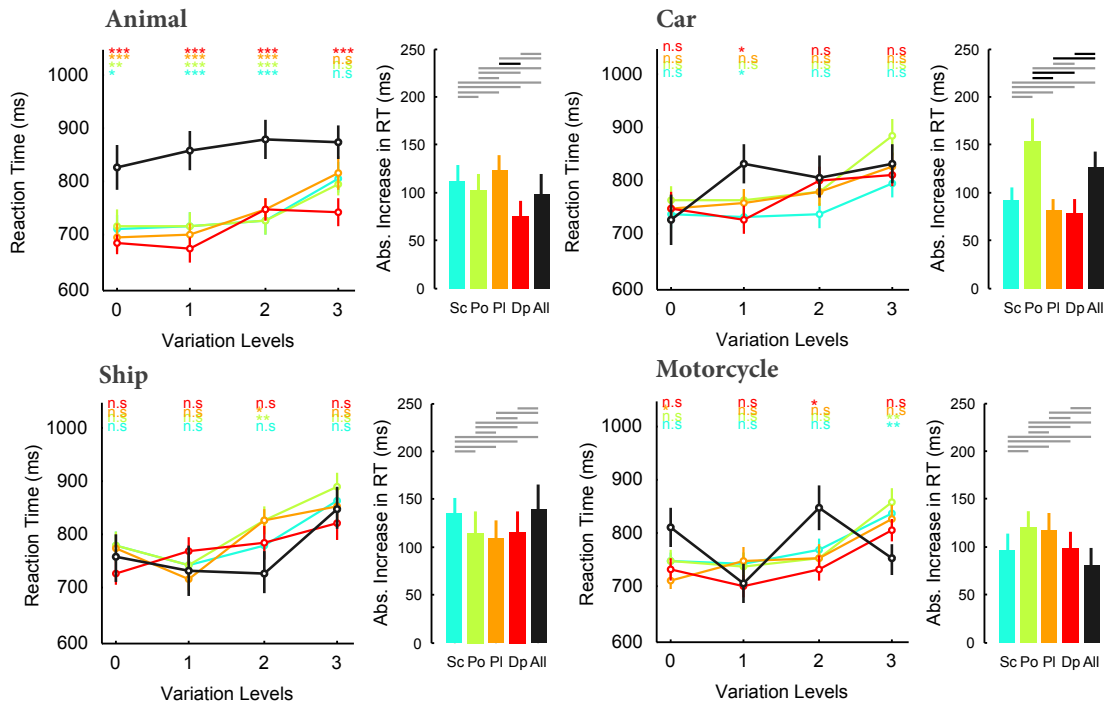 Animal
*** *** *** ***
*** *** *** n.s
** *** *** n.s
* *** *** n.s
1000
900
800
700
600
Reaction Time (ms)
0 1 2 3
Variation Levels
250
200
150
100
50
0
Abs. Increase in RT (ms)
Sc Po Pl Dp All
Car
n.s * n.s n.s
n.s n.s n.s n.s
n.s n.s n.s n.s
n.s * n.s n.s
1000
900
800
700
600
Reaction Time (ms)
0 1 2 3
Variation Levels
250
200
150
100
50
0
Abs. Increase in RT (ms)
Sc Po Pl Dp All
Ship
n.s n.s n.s n.s
n.s n.s * n.s
n.s n.s ** n.s
n.s n.s n.s n.s
1000
900
800
700
600
Reaction Time (ms)
0 1 2 3
Variation Levels
250
200
150
100
50
0
Abs. Increase in RT (ms)
Sc Po Pl Dp All
Motorcycle
n.s n.s * n.s
* n.s n.s n.s
n.s n.s n.s **
n.s n.s n.s **
1000
900
800
700
600
Reaction Time (ms)
0 1 2 3
Variation Levels
250
200
150
100
50
0
Abs. Increase in RT (ms)
Sc Po Pl Dp All